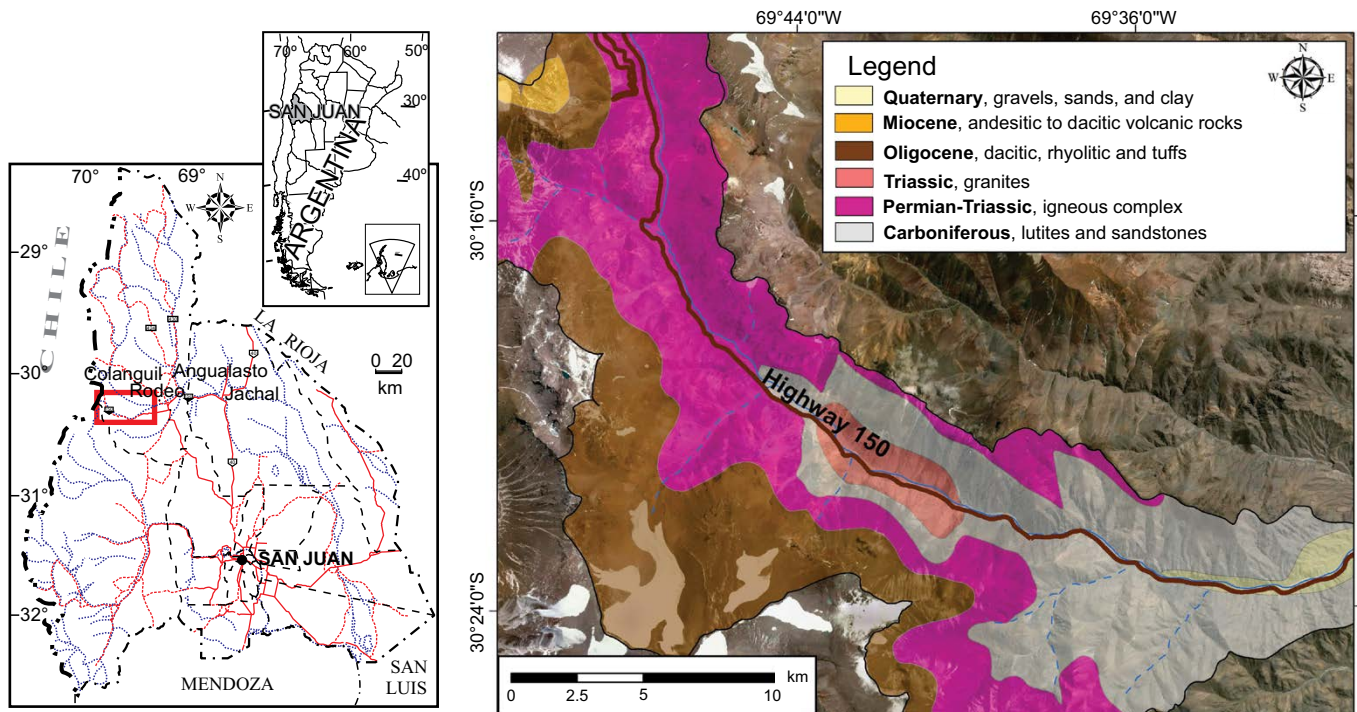 70°
60°
50°
SAN JUAN
30°
40°
ARGENTINA
70°
69°
N
W
E
S
CHILE
29°
LA RIOJA
0 20
km
30°
Colanguil
Angualasto
Rodeo
Jachal
31°
SAN JUAN
32°
MENDOZA
SAN
LUIS
69°44'0"W
69°36'0"W
30°16'0"S
30°24'0"S
Legend
N
W
E
S
Quaternary, gravels, sands, and clay
Miocene, andesitic to dacitic volcanic rocks
Oligocene, dacitic, rhyolitic and tuffs
Triassic, granites
Permian-Triassic, igneous complex
Carboniferous, lutites and sandstones
Highway 150
km
0 2.5 5 10